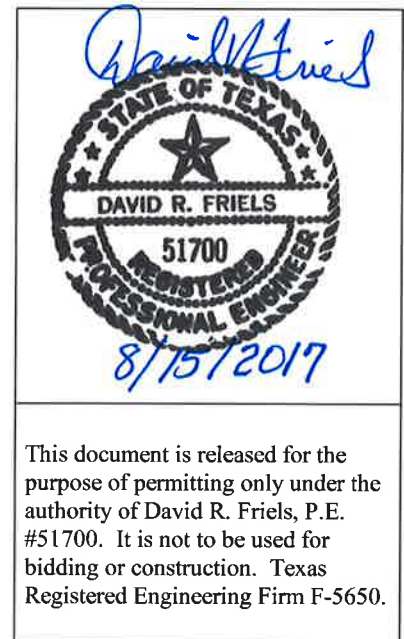 David R Friels
STATE OF TEXAS
DAVID R. FRIELS
51700
REGISTERED
PROFESSIONAL ENGINEER
8/15/2017
This document is released for the
purpose of permitting only under the
authority of David R. Friels, P.E.
#51700. It is not to be used for
bidding or construction. Texas
Registered Engineering Firm F-5650.